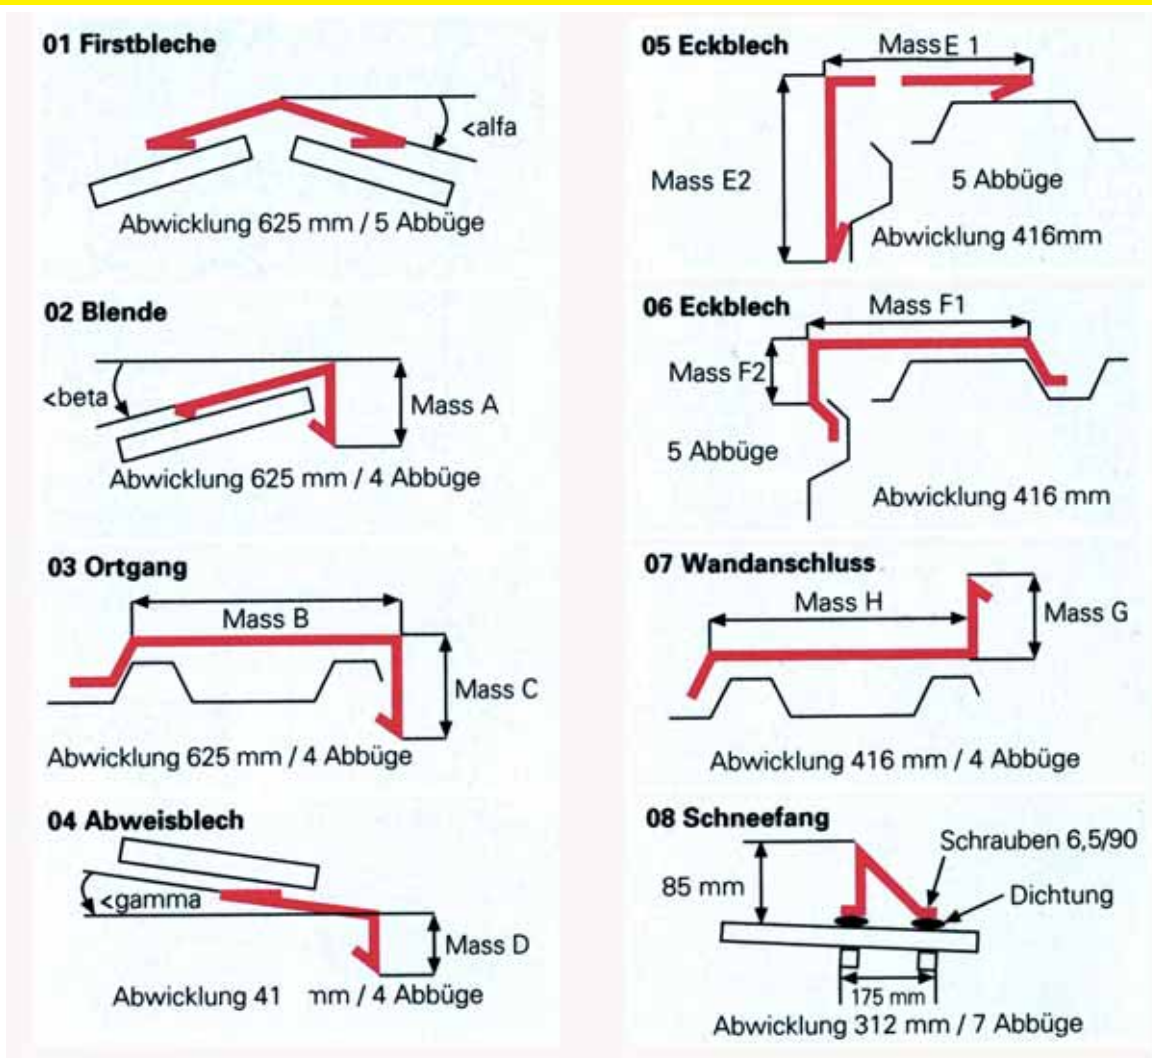 01 Firstbleche
<alfa
Abwicklung 625 mm / 5 Abbüge
02 Blende
<beta
Mass A
Abwicklung 625 mm / 4 Abbüge
03 Ortgang
Mass B
Mass C
Abwicklung 625 mm / 4 Abbüge
04 Abweisblech
<gamma
Mass D
Abwicklung 41 mm / 4 Abbüge
05 Eckblech
Mass E 1
Mass E2
5 Abbüge
Abwicklung 416mm
06 Eckblech
Mass F1
Mass F2
5 Abbüge
Abwicklung 416 mm
07 Wandanschluss
Mass H
Mass G
Abwicklung 416 mm / 4 Abbüge
08 Schneefang
Schrauben 6,5/90
85 mm
Dichtung
175 mm
Abwicklung 312 mm / 7 Abbüge